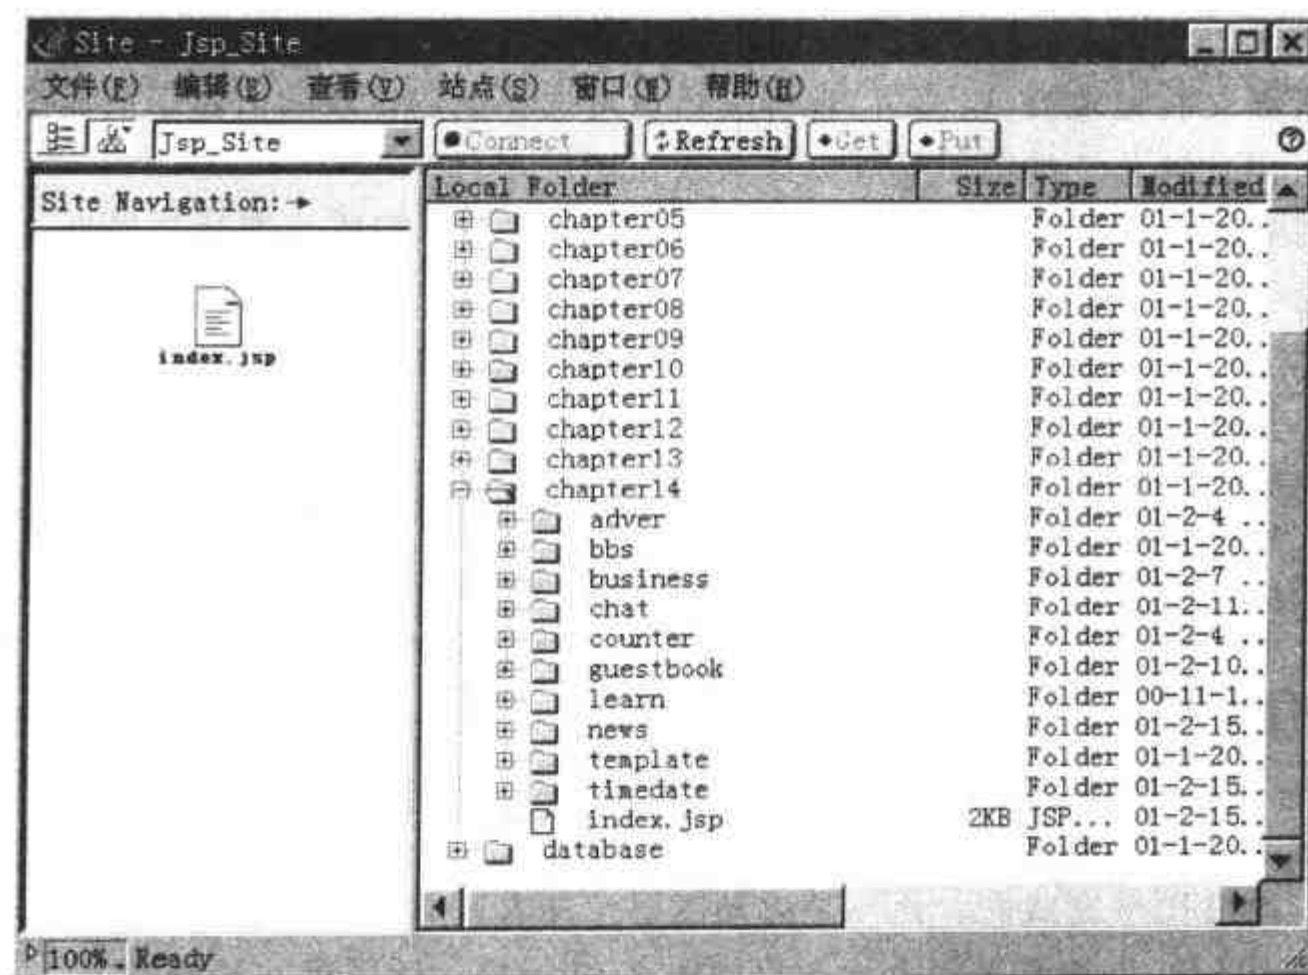 Site - Jsp_Site
文件(F) 编辑(E) 查看(V) 站点(S) 窗口(W) 帮助(H)
Jsp_Site Connect Refresh Get Put
Site Navigation:
index.jsp
Local Folder Size Type Modified
chapter05 Folder 01-1-20..
chapter06 Folder 01-1-20..
chapter07 Folder 01-1-20..
chapter08 Folder 01-1-20..
chapter09 Folder 01-1-20..
chapter10 Folder 01-1-20..
chapter11 Folder 01-1-20..
chapter12 Folder 01-1-20..
chapter13 Folder 01-1-20..
chapter14 Folder 01-1-20..
adver Folder 01-2-4 ..
bbs Folder 01-1-20..
business Folder 01-2-7 ..
chat Folder 01-2-11..
counter Folder 01-2-4 ..
guestbook Folder 01-2-10..
learn Folder 00-11-1..
news Folder 01-2-15..
template Folder 01-1-20..
timedate Folder 01-2-15..
index.jsp 2KB JSP... 01-2-15..
database Folder 01-1-20..
100% Ready